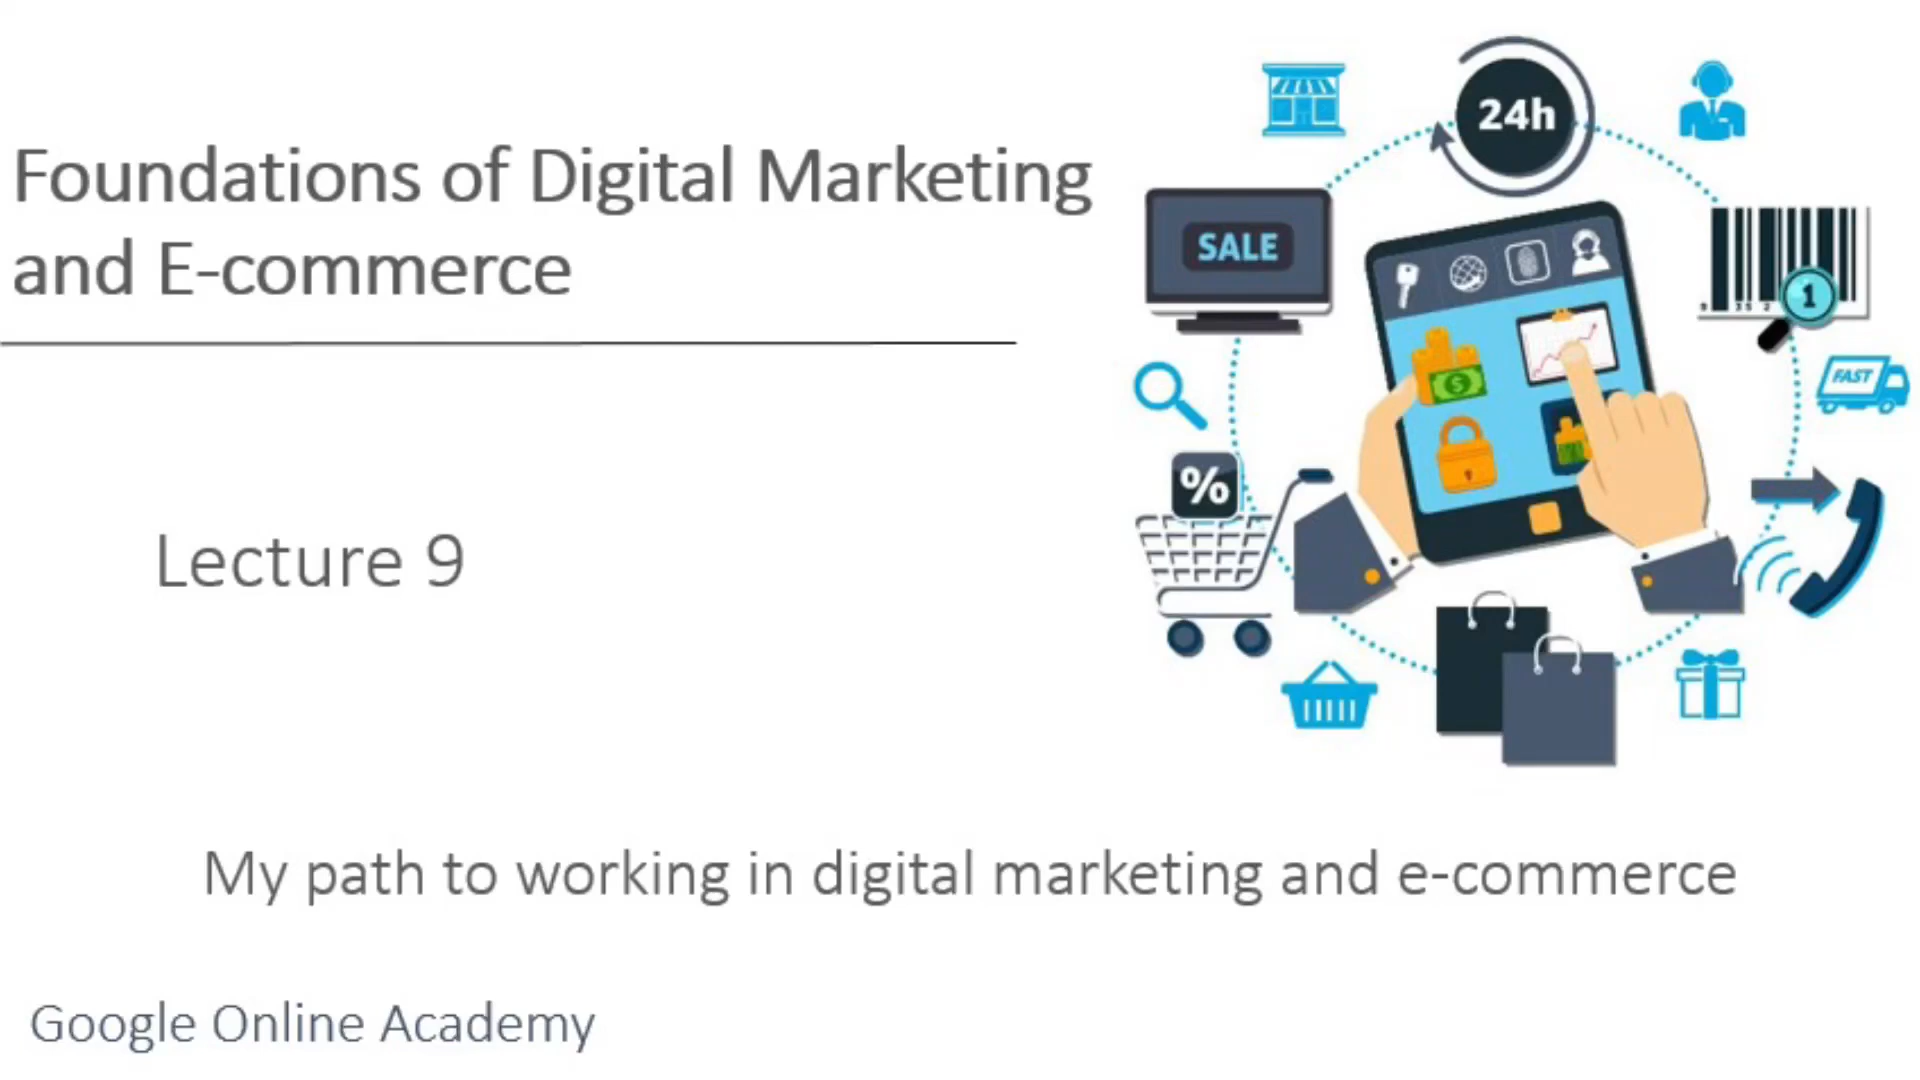 Foundations of Digital Marketing
and E-commerce
Lecture 9
24h
SALE
1
FAST
%
My path to working in digital marketing and e-commerce
Google Online Academy